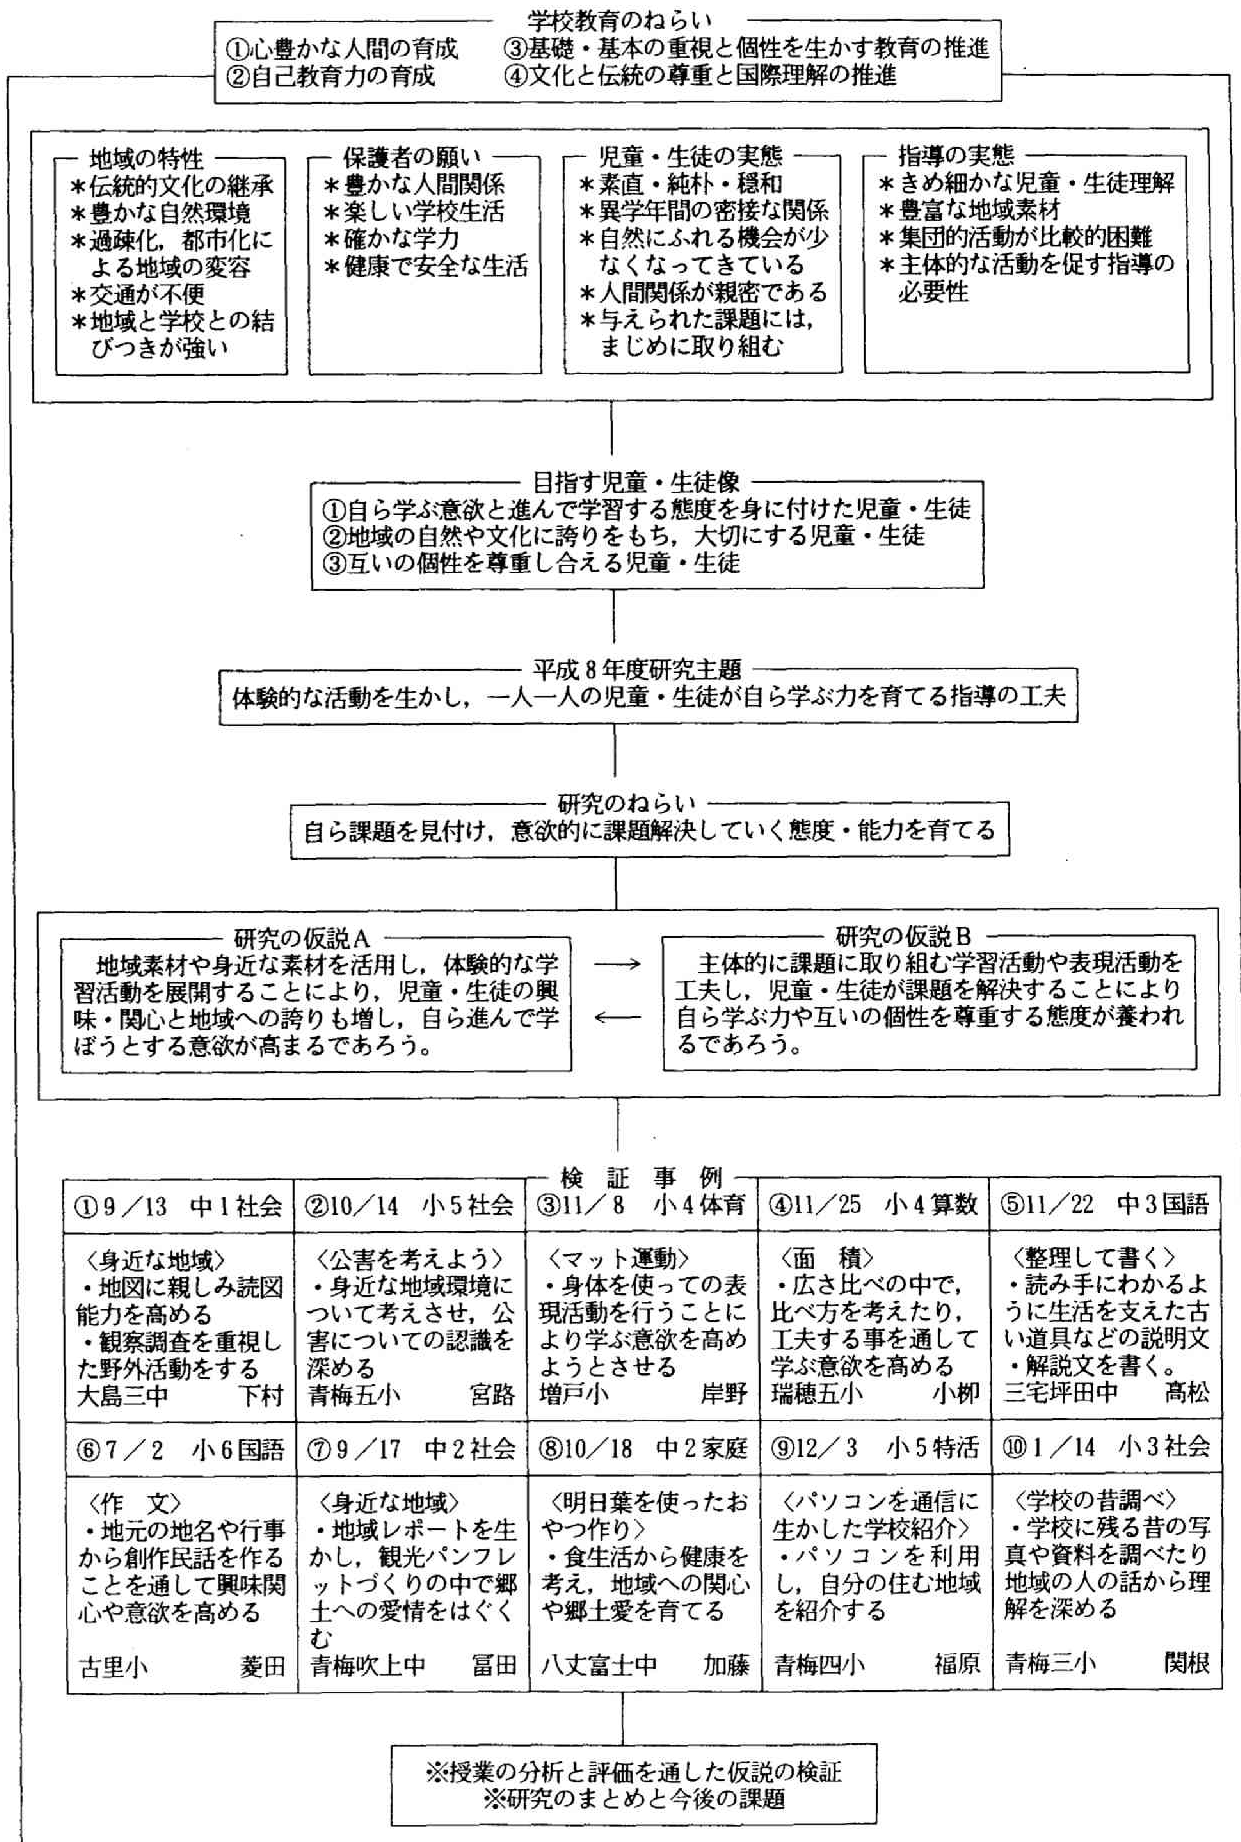 学校教育のねらい
①心豊かな人間の育成　③基礎・基本の重視と個性を生かす教育の推進
②自己教育力の育成　④文化と伝統の尊重と国際理解の推進
地域の特性
＊伝統的文化の継承
＊豊かな自然環境
＊過疎化，都市化に
よる地域の変容
＊交通が不便
＊地域と学校との結
びつきが強い
保護者の願い
＊豊かな人間関係
＊楽しい学校生活
＊確かな学力
＊健康で安全な生活
児童・生徒の実態
＊素直・純朴・穏和
＊異学年間の密接な関係
＊自然にふれる機会が少
なくなってきている
＊人間関係が親密である
＊与えられた課題には，
まじめに取り組む
指導の実態
＊きめ細かな児童・生徒理解
＊豊富な地域素材
＊集団的活動が比較的困難
＊主体的な活動を促す指導の
必要性
目指す児童・生徒像
①自ら学ぶ意欲と進んで学習する態度を身に付けた児童・生徒
②地域の自然や文化に誇りをもち，大切にする児童・生徒
③互いの個性を尊重し合える児童・生徒
平成８年度研究主題
体験的な活動を生かし，一人一人の児童・生徒が自ら学ぶ力を育てる指導の工夫
研究のねらい
自ら課題を見付け，意欲的に課題解決していく態度・能力を育てる
研究の仮説Ａ
地域素材や身近な素材を活用し，体験的な学
習活動を展開することにより，児童・生徒の興
味・関心と地域への誇りも増し，自ら進んで学
ぼうとする意欲が高まるであろう。
→
←
研究の仮説Ｂ
主体的に課題に取り組む学習活動や表現活動を
工夫し，児童・生徒が課題を解決することにより
自ら学ぶ力や互いの個性を尊重する態度が養われ
るであろう。
検　証　事　例
①９／13　中１社会
〈身近な地域〉
・地図に親しみ読図
能力を高める
・観察調査を重視し
た野外活動をする
大島三中　下村
②10／14　小５社会
〈公害を考えよう〉
・身近な地域環境に
ついて考えさせ，公
害についての認識を
深める
青梅五小　宮路
③11／８　小４体育
〈マット運動〉
・身体を使っての表
現活動を行うことに
より学ぶ意欲を高め
ようとさせる
増戸小　岸野
④11／25　小４算数
〈面　積〉
・広さ比べの中で，
比べ方を考えたり，
工夫する事を通して
学ぶ意欲を高める
瑞穂五小　小栁
⑤11／22　中３国語
〈整理して書く〉
・読み手にわかるよ
うに生活を支えた古
い道具などの説明文
・解説文を書く。
三宅坪田中　高松
⑥７／２　小６国語
〈作　文〉
・地元の地名や行事
から創作民話を作る
ことを通して興味関
心や意欲を高める
古里小　菱田
⑦９／17　中２社会
〈身近な地域〉
・地域レポートを生
かし，観光パンフレ
ットづくりの中で郷
土への愛情をはぐく
む
青梅吹上中　冨田
⑧10／18　中２家庭
〈明日葉を使ったお
やつ作り〉
・食生活から健康を
考え，地域への関心
や郷土愛を育てる
八丈富士中　加藤
⑨12／３　小５特活
〈パソコンを通信に
生かした学校紹介〉
・パソコンを利用
し，自分の住む地域
を紹介する
青梅四小　福原
⑩１／14　小３社会
〈学校の昔調べ〉
・学校に残る昔の写
真や資料を調べたり
地域の人の話から理
解を深める
青梅三小　関根
※授業の分析と評価を通した仮説の検証
※研究のまとめと今後の課題